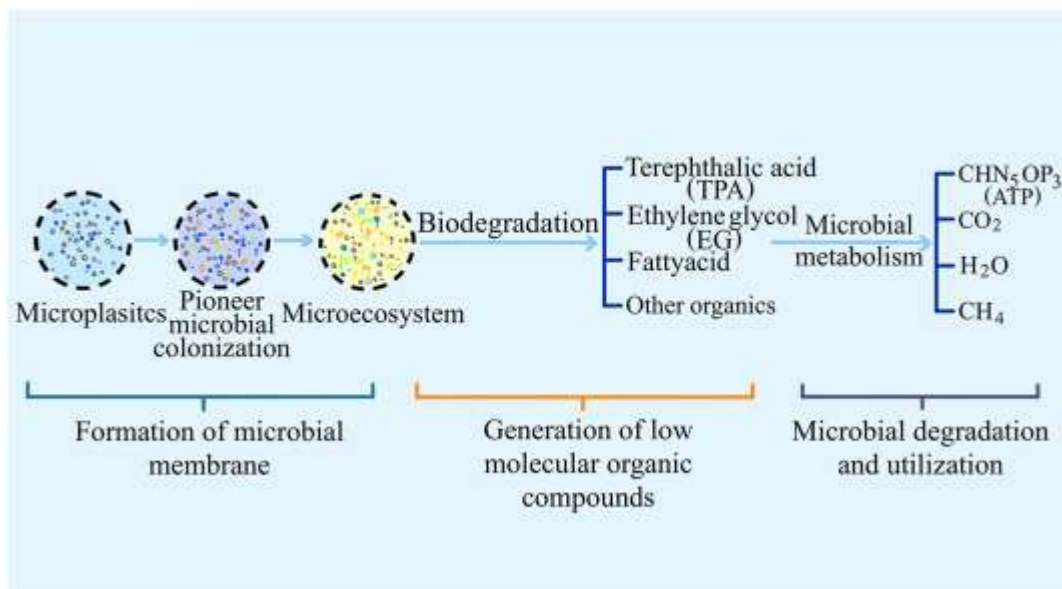 Microplasitcs
Pioneer
microbial
colonization
Microecosystem
Biodegradation
Terephthalic acid
(TPA)
Ethylene glycol
(EG)
Fattyacid
Other organics
Microbial
metabolism
CHN₅OP₃
(ATP)
CO₂
H₂O
CH₄
Formation of microbial
membrane
Generation of low
molecular organic
compounds
Microbial degradation
and utilization